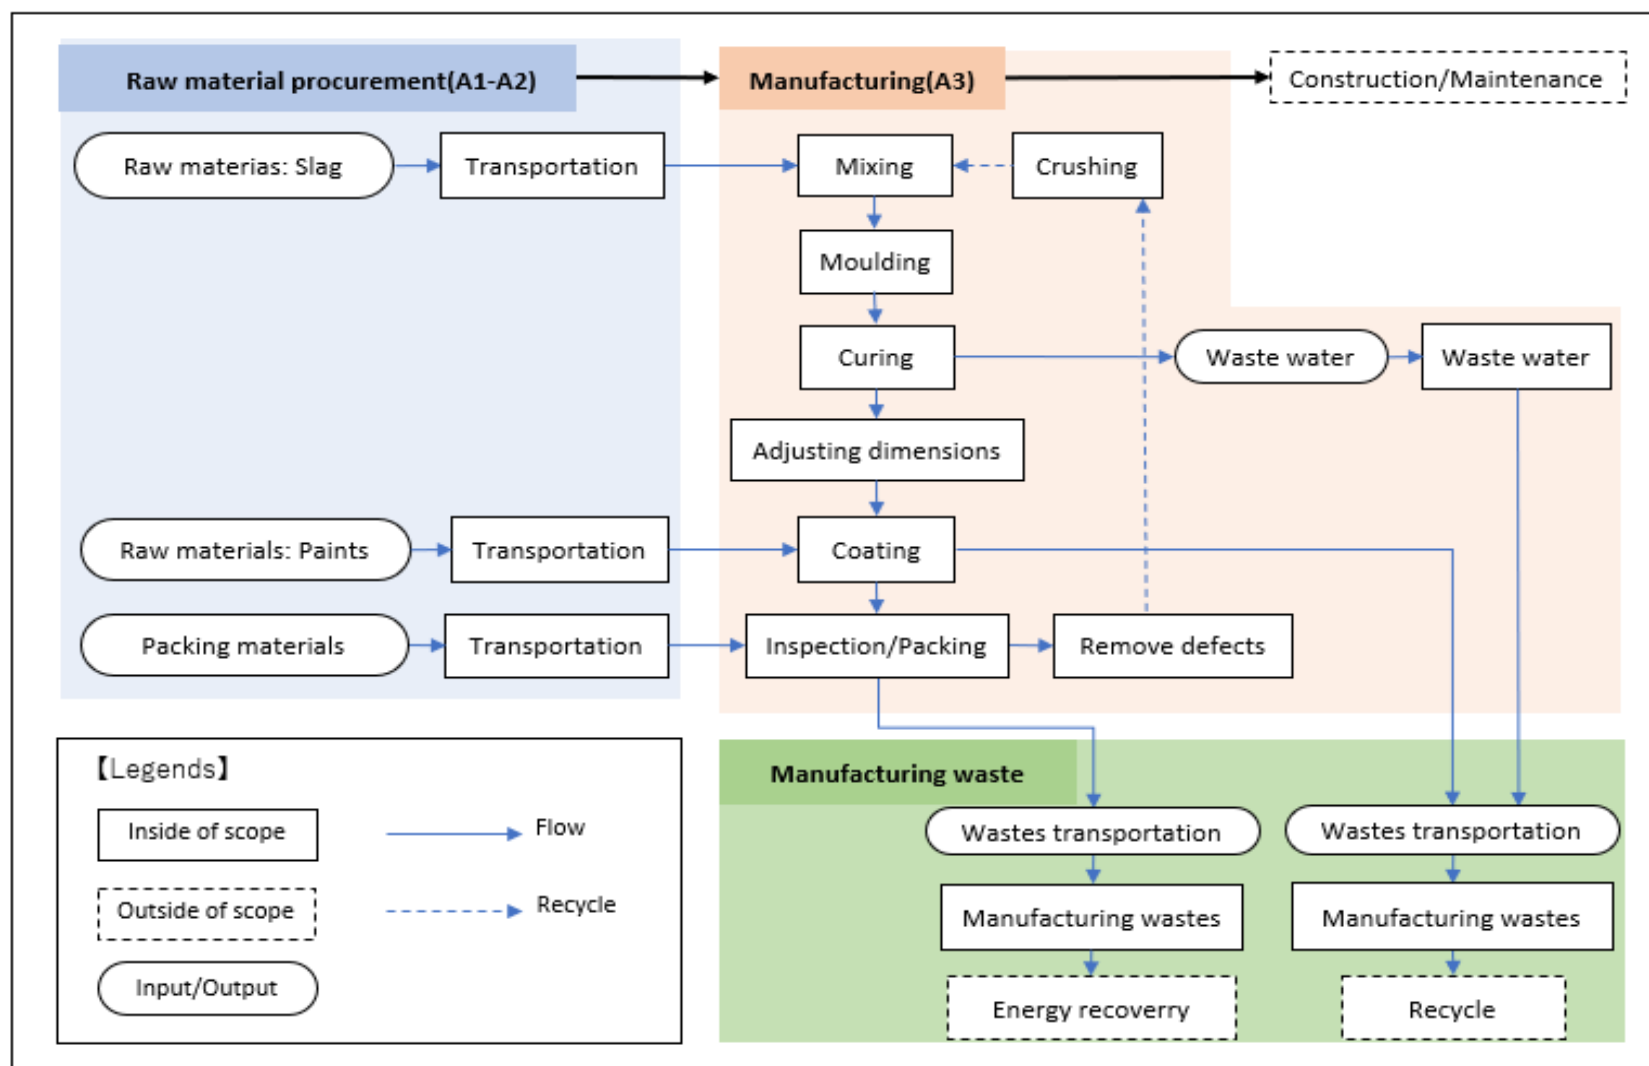 Raw material procurement(A1-A2)
Manufacturing(A3)
Construction/Maintenance
Raw materias: Slag
Transportation
Mixing
Crushing
Moulding
Curing
Waste water
Waste water
Adjusting dimensions
Raw materials: Paints
Transportation
Coating
Packing materials
Transportation
Inspection/Packing
Remove defects
【Legends】
Inside of scope
Flow
Outside of scope
Recycle
Input/Output
Manufacturing waste
Wastes transportation
Wastes transportation
Manufacturing wastes
Manufacturing wastes
Energy recoverry
Recycle